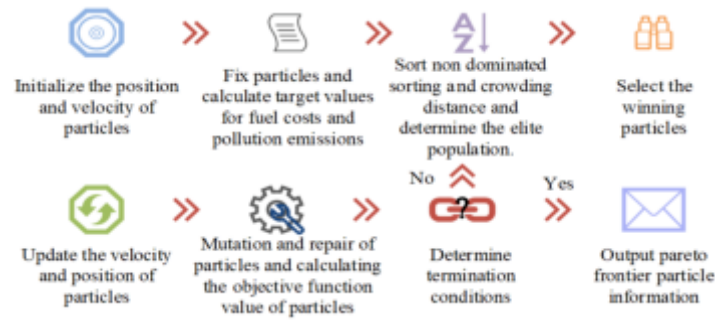 A
Z
Initialize the position
and velocity of
particles
Fix particles and
calculate target values
for fuel costs and
pollution emissions
Sort non dominated
sorting and crowding
distance and
determine the elite
population.
Select the
winning
particles
No
Yes
?
Update the velocity
and position of
particles
Mutation and repair of
particles and calculating
the objective function
value of particles
Determine
termination
conditions
Output pareto
frontier particle
information